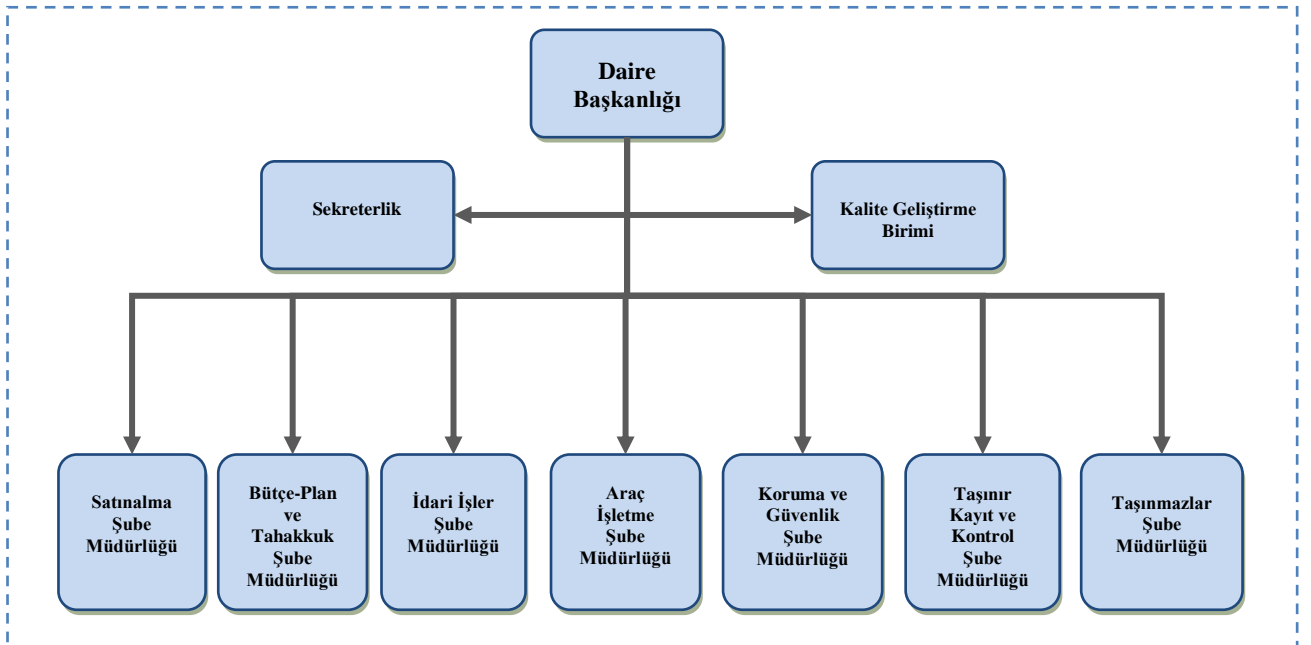 Daire
Başkanlığı
Sekreterlik
Kalite Geliştirme
Birimi
Satınalma
Şube
Müdürlüğü
Bütçe-Plan
ve
Tahakkuk
Şube
Müdürlüğü
İdari İşler
Şube
Müdürlüğü
Araç
İşletme
Şube
Müdürlüğü
Koruma ve
Güvenlik
Şube
Müdürlüğü
Taşınır
Kayıt ve
Kontrol
Şube
Müdürlüğü
Taşınmazlar
Şube
Müdürlüğü